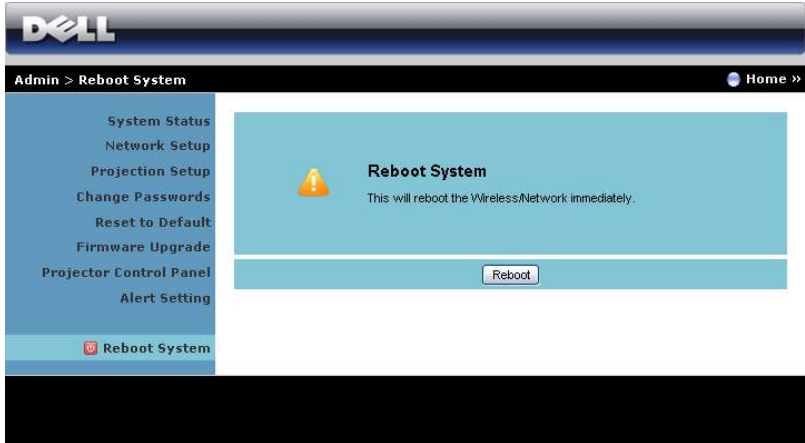 DELL
Admin > Reboot System
Home »
System Status
Network Setup
Projection Setup
Change Passwords
Reset to Default
Firmware Upgrade
Projector Control Panel
Alert Setting
Reboot System
Reboot System
This will reboot the Wireless/Network immediately.
Reboot